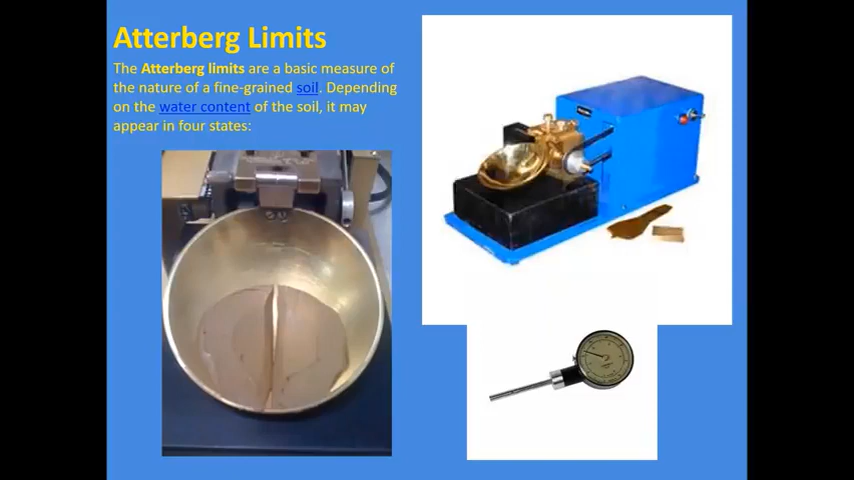 Atterberg Limits
The Atterberg limits are a basic measure of
the nature of a fine-grained soil. Depending
on the water content of the soil, it may
appear in four states: